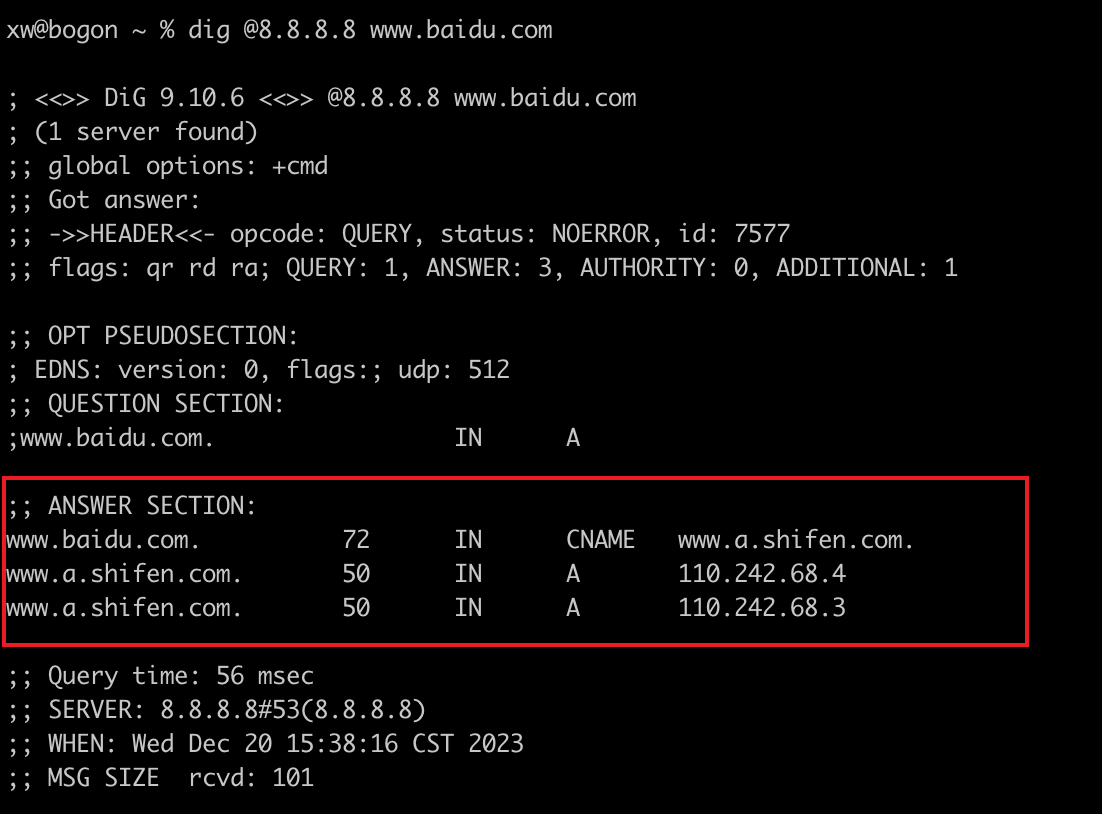 xw@bogon ~ % dig @8.8.8.8 www.baidu.com
; <<>> DiG 9.10.6 <<>> @8.8.8.8 www.baidu.com
; (1 server found)
;; global options: +cmd
;; Got answer:
;; ->>HEADER<<- opcode: QUERY, status: NOERROR, id: 7577
;; flags: qr rd ra; QUERY: 1, ANSWER: 3, AUTHORITY: 0, ADDITIONAL: 1
;; OPT PSEUDOSECTION:
; EDNS: version: 0, flags:; udp: 512
;; QUESTION SECTION:
;www.baidu.com. IN A
;; ANSWER SECTION:
www.baidu.com. 72 IN CNAME www.a.shifen.com.
www.a.shifen.com. 50 IN A 110.242.68.4
www.a.shifen.com. 50 IN A 110.242.68.3
;; Query time: 56 msec
;; SERVER: 8.8.8.8#53(8.8.8.8)
;; WHEN: Wed Dec 20 15:38:16 CST 2023
;; MSG SIZE  rcvd: 101